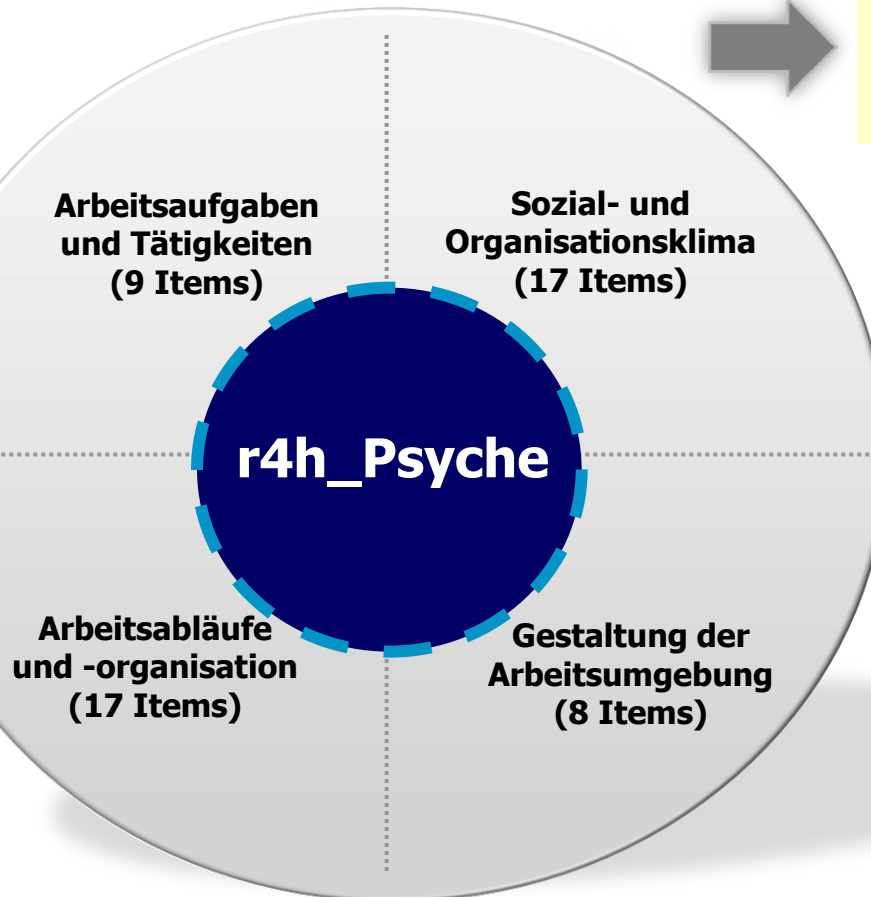 Arbeitsaufgaben
und Tätigkeiten
(9 Items)
Sozial- und
Organisationsklima
(17 Items)
r4h_Psyche
Arbeitsabläufe
und -organisation
(17 Items)
Gestaltung der
Arbeitsumgebung
(8 Items)